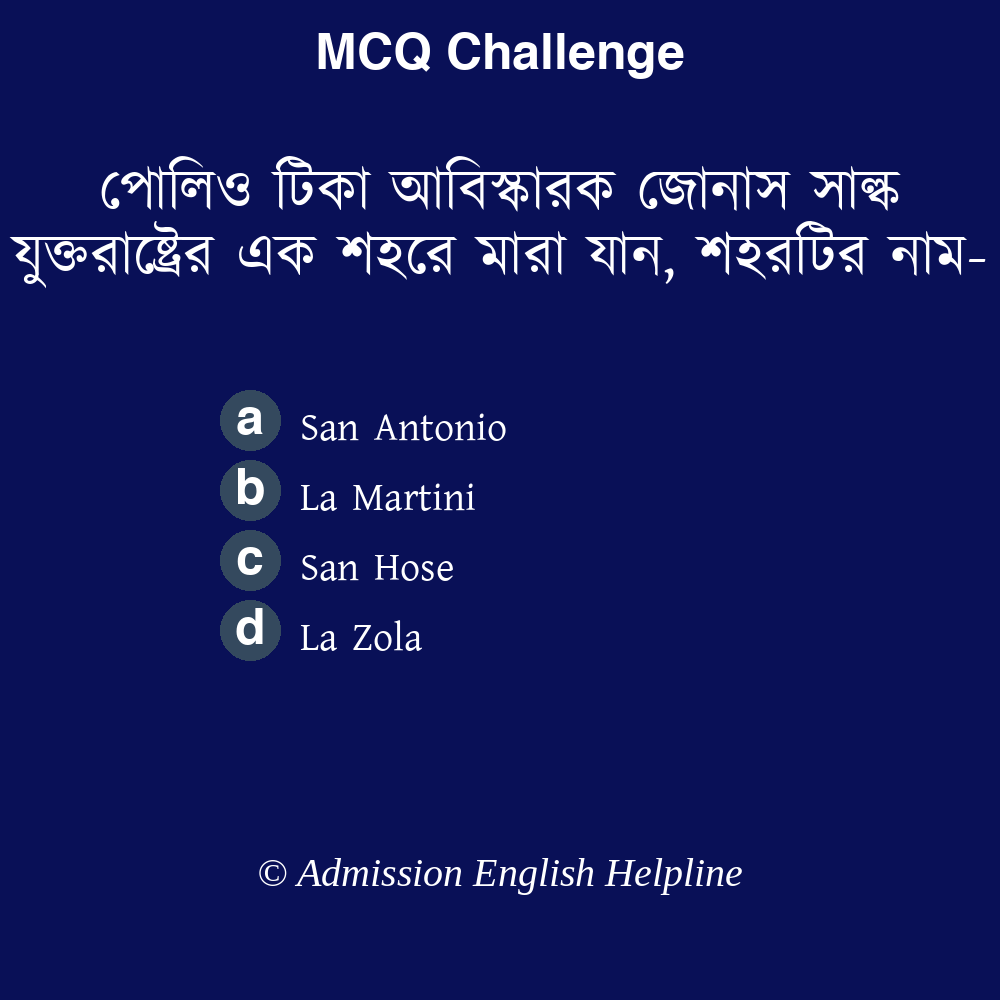 MCQ Challenge
পোলিও টিকা আবিস্কারক জোনাস সাল্ক
যুক্তরাষ্ট্রের এক শহরে মারা যান, শহরটির নাম-
a San Antonio
b La Martini
c San Hose
d La Zola
© Admission English Helpline